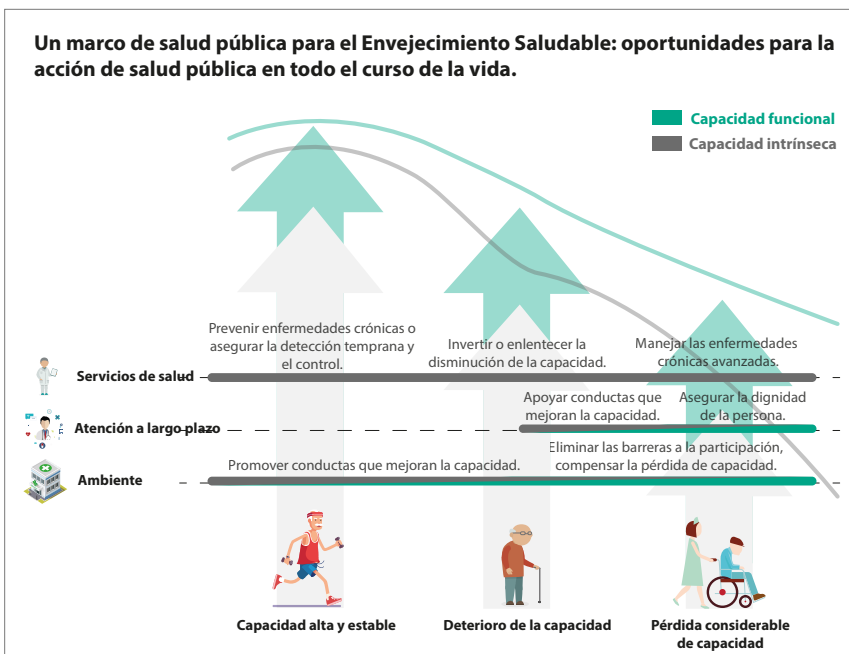 Un marco de salud pública para el Envejecimiento Saludable: oportunidades para la
acción de salud pública en todo el curso de la vida.
Capacidad funcional
Capacidad intrínseca
Prevenir enfermedades crónicas o
asegurar la detección temprana y
el control.
Invertir o enlentecer la
disminución de la capacidad.
Manejar las enfermedades
crónicas avanzadas.
Servicios de salud
Apoyar conductas que
mejoran la capacidad.
Asegurar la dignidad
de la persona.
Atención a largo plazo
Promover conductas que mejoran la capacidad.
Eliminar las barreras a la participación,
compensar la pérdida de capacidad.
Ambiente
Capacidad alta y estable
Deterioro de la capacidad
Pérdida considerable
de capacidad